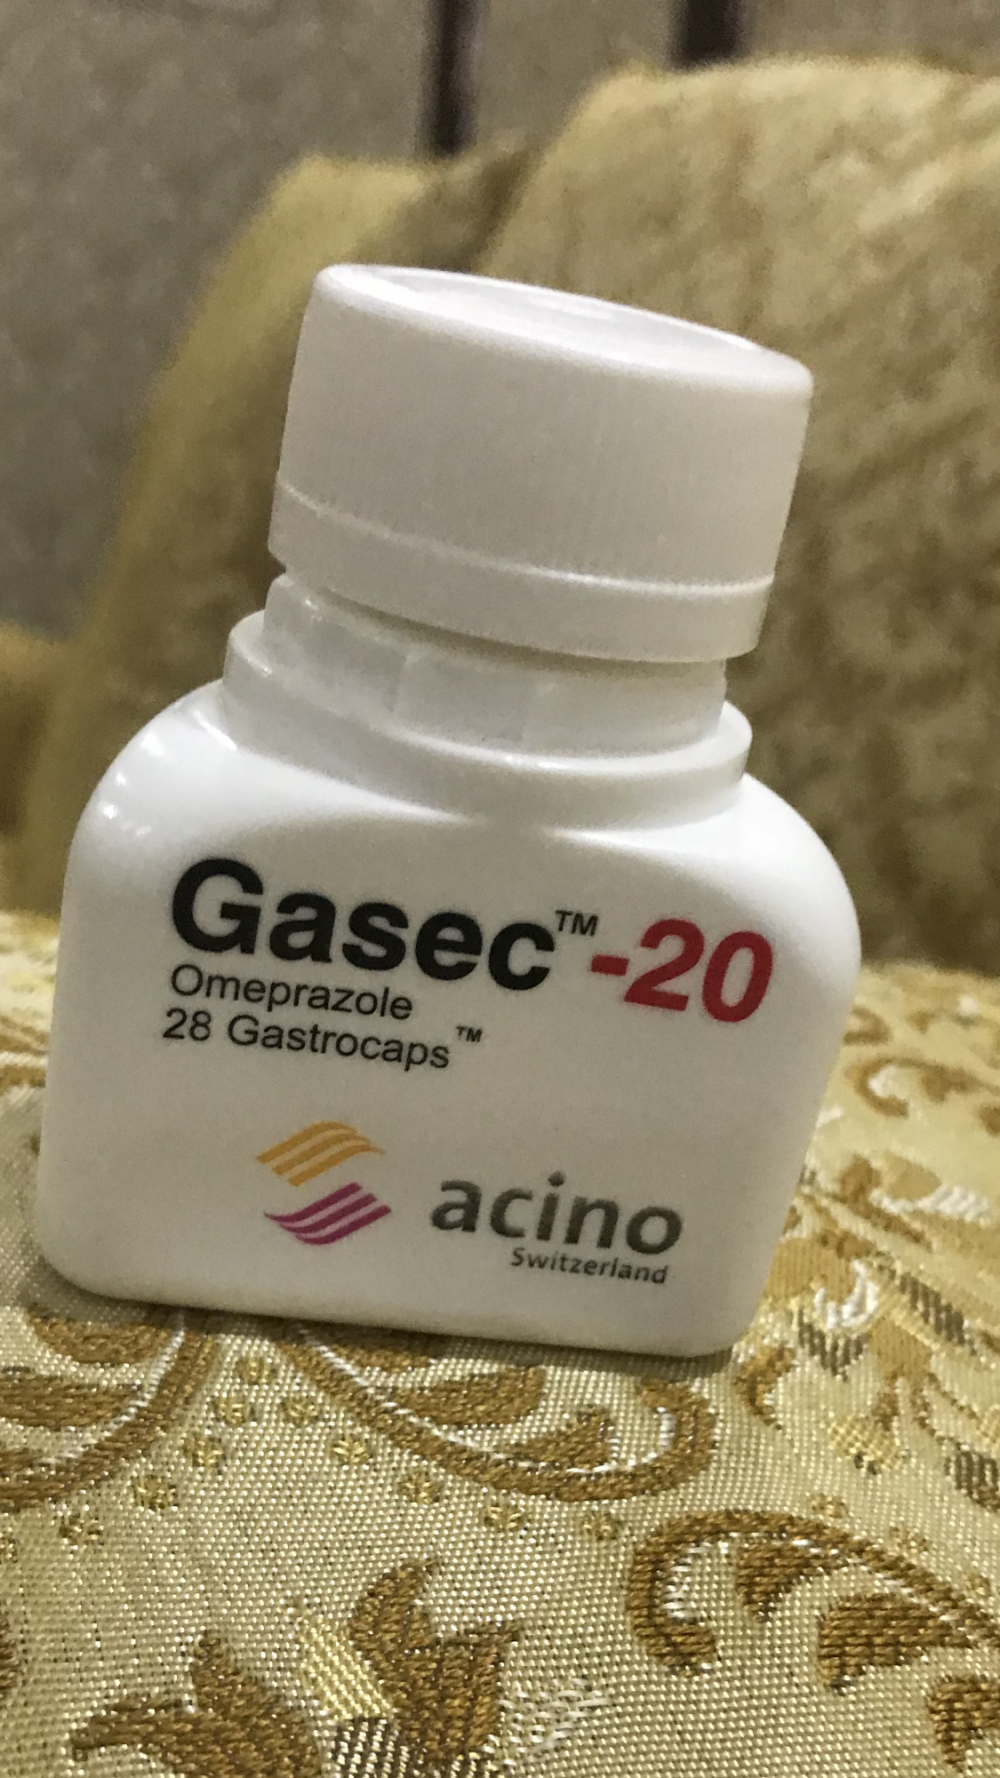 Gasec™-20
Omeprazole
28 Gastrocaps™
acino
Switzerland